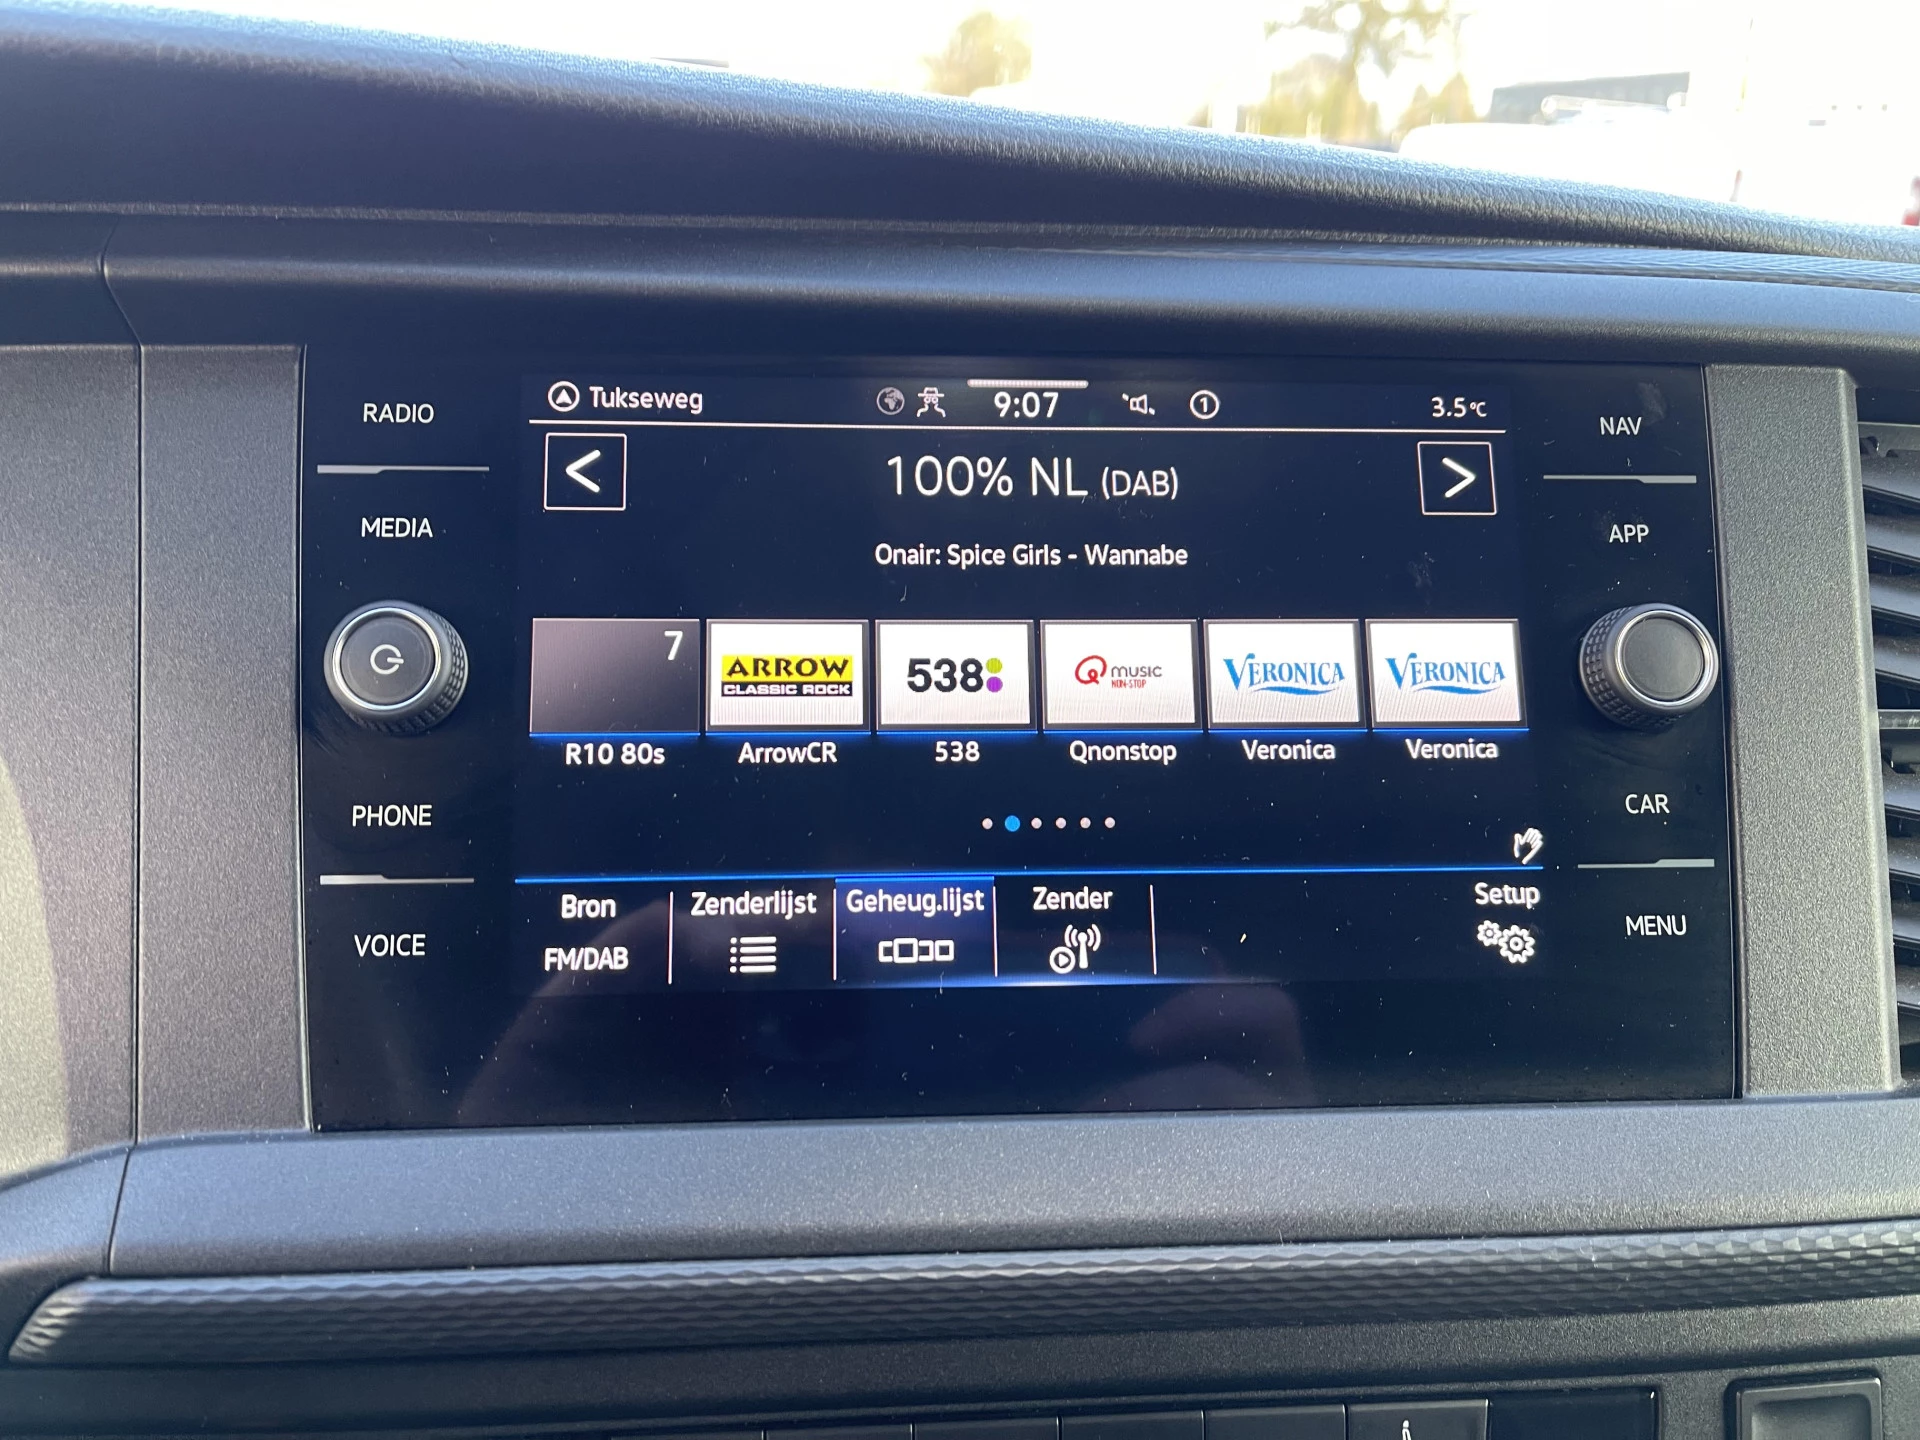 Tukseweg 9:07 1 3.5°C
RADIO
MEDIA
PHONE
VOICE
< 100% NL (DAB) >
Onair: Spice Girls - Wannabe
7
ARROW
CLASSIC ROCK
538
Q music
NON-STOP
VERONICA
VERONICA
R10 80s ArrowCR 538 Qnonstop Veronica Veronica
Bron Zenderlijst Geheug.lijst Zender Setup
FM/DAB
NAV
APP
CAR
MENU
i